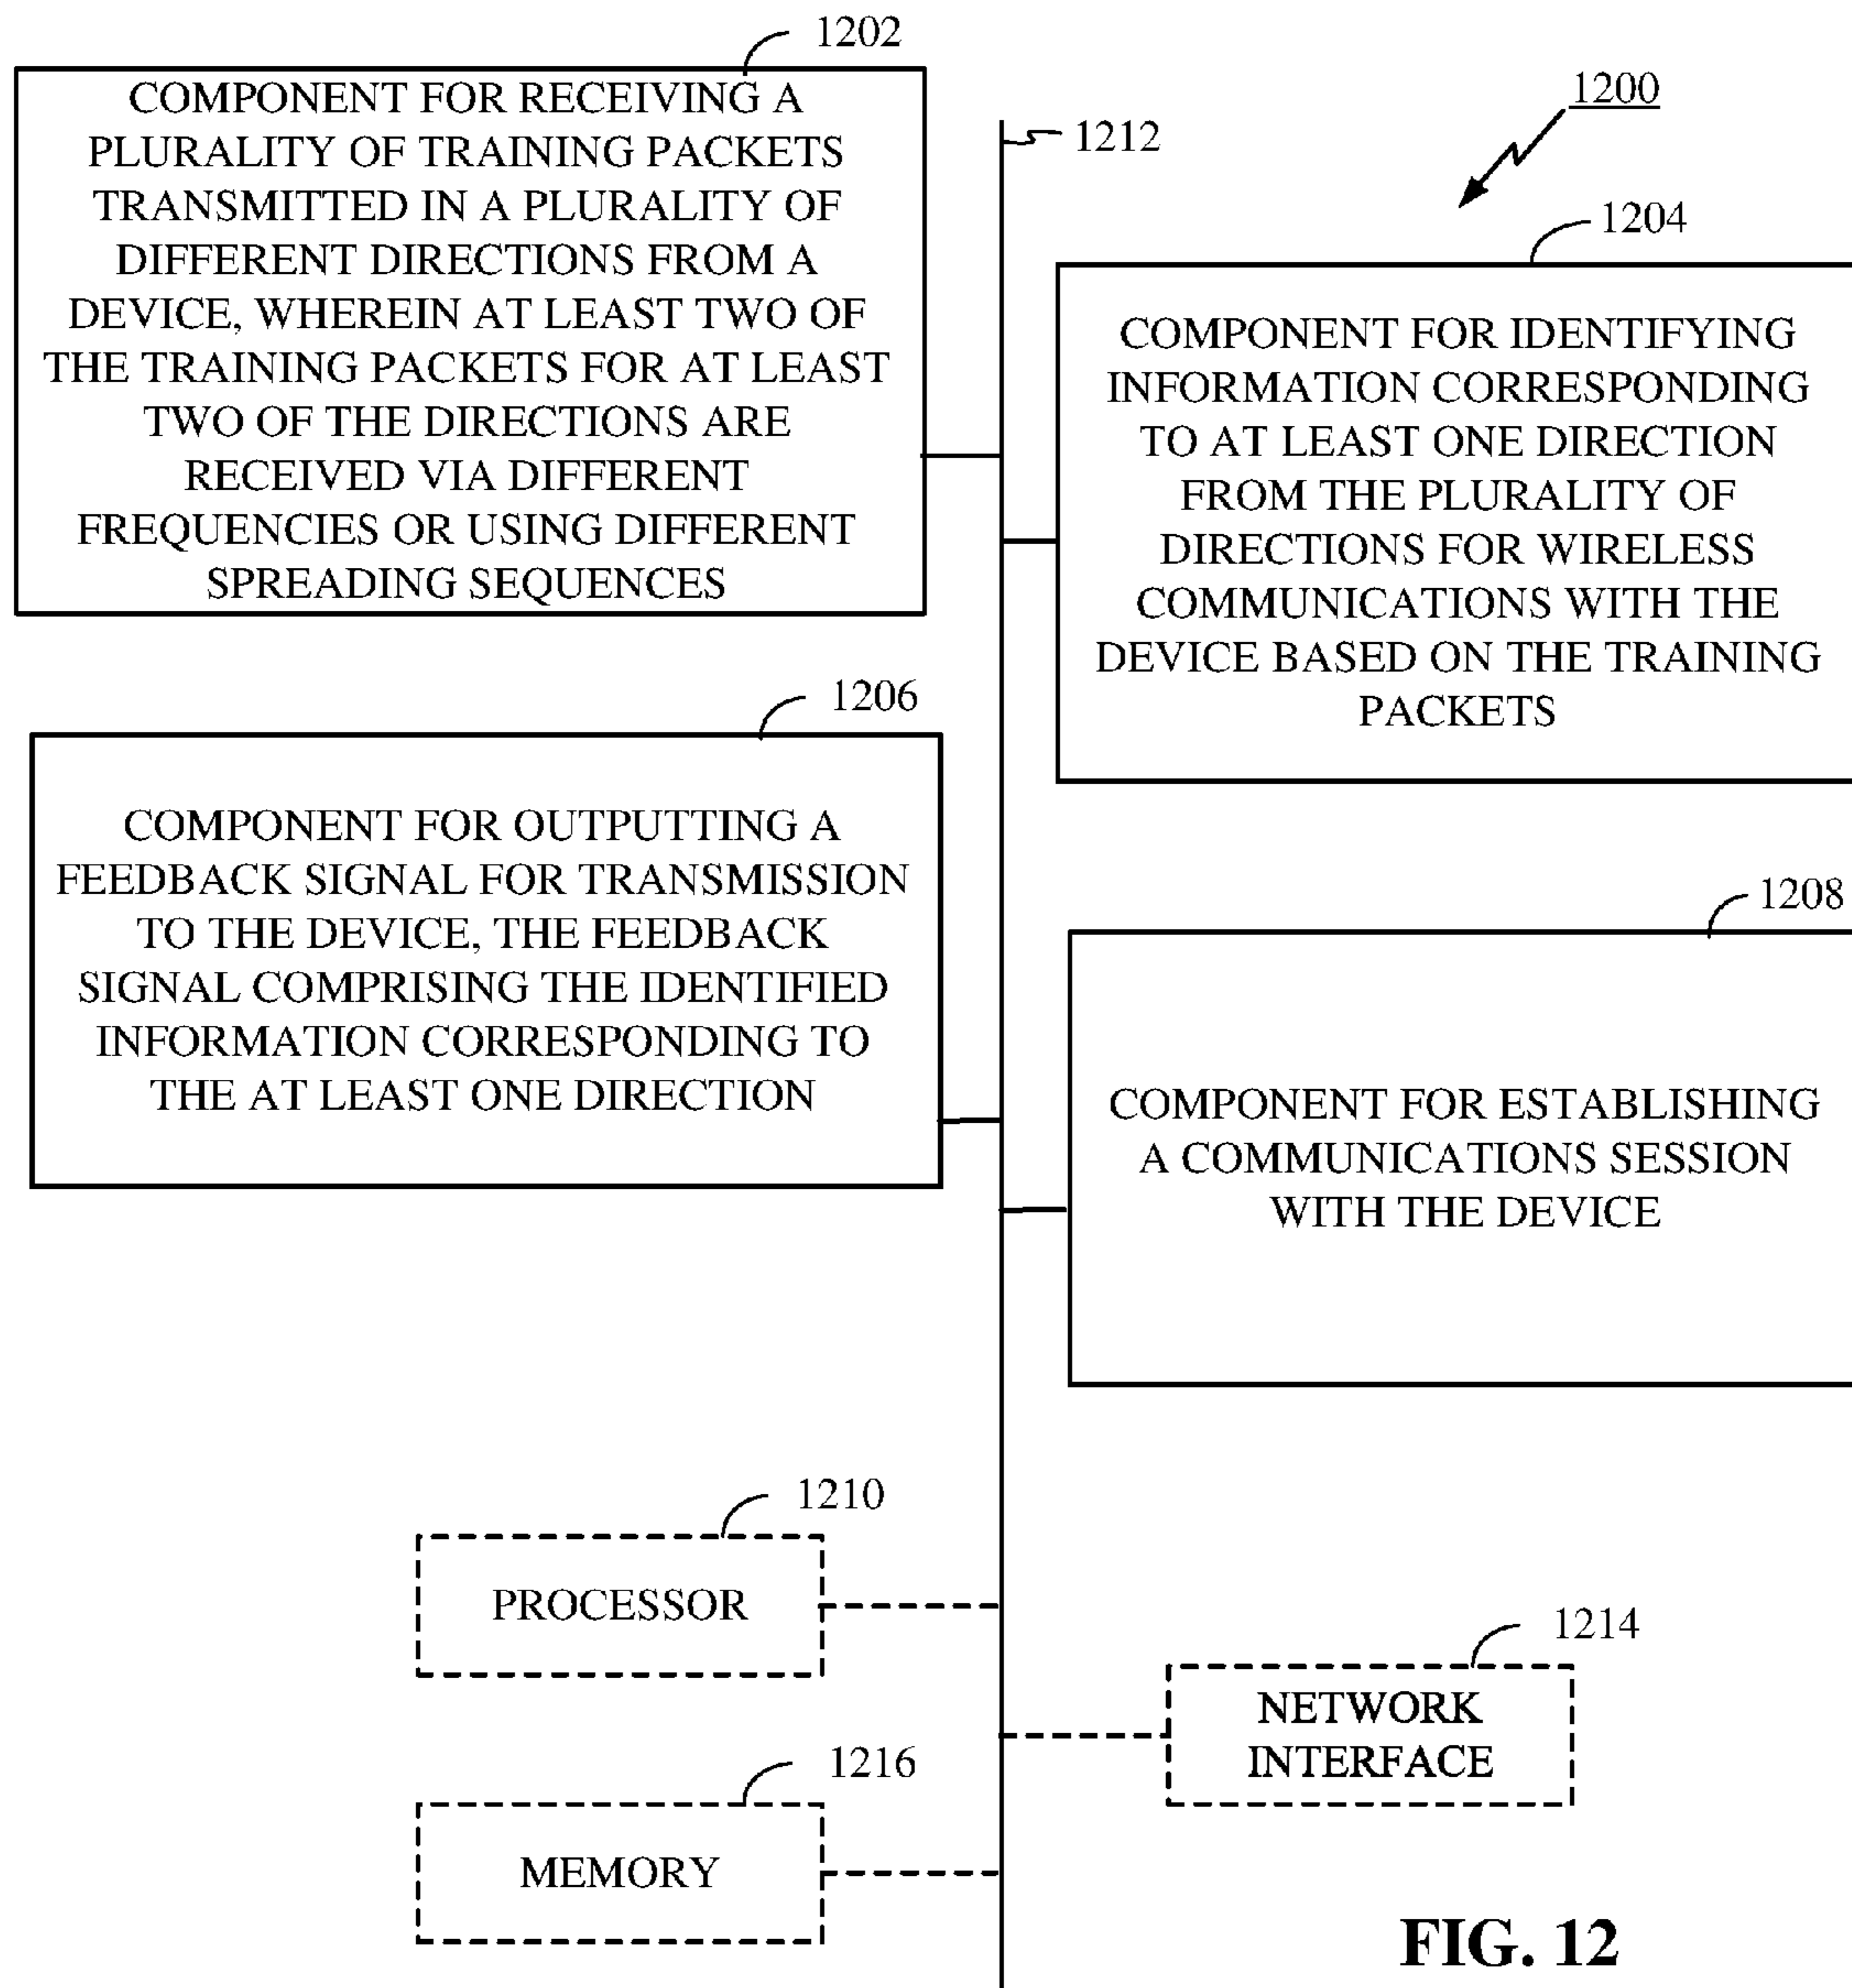 1202
COMPONENT FOR RECEIVING A
PLURALITY OF TRAINING PACKETS
TRANSMITTED IN A PLURALITY OF
DIFFERENT DIRECTIONS FROM A
DEVICE, WHEREIN AT LEAST TWO OF
THE TRAINING PACKETS FOR AT LEAST
TWO OF THE DIRECTIONS ARE
RECEIVED VIA DIFFERENT
FREQUENCIES OR USING DIFFERENT
SPREADING SEQUENCES
1212
1200
1204
COMPONENT FOR IDENTIFYING
INFORMATION CORRESPONDING
TO AT LEAST ONE DIRECTION
FROM THE PLURALITY OF
DIRECTIONS FOR WIRELESS
COMMUNICATIONS WITH THE
DEVICE BASED ON THE TRAINING
PACKETS
1206
COMPONENT FOR OUTPUTTING A
FEEDBACK SIGNAL FOR TRANSMISSION
TO THE DEVICE, THE FEEDBACK
SIGNAL COMPRISING THE IDENTIFIED
INFORMATION CORRESPONDING TO
THE AT LEAST ONE DIRECTION
1208
COMPONENT FOR ESTABLISHING
A COMMUNICATIONS SESSION
WITH THE DEVICE
1210
PROCESSOR
1214
NETWORK
INTERFACE
1216
MEMORY
FIG. 12